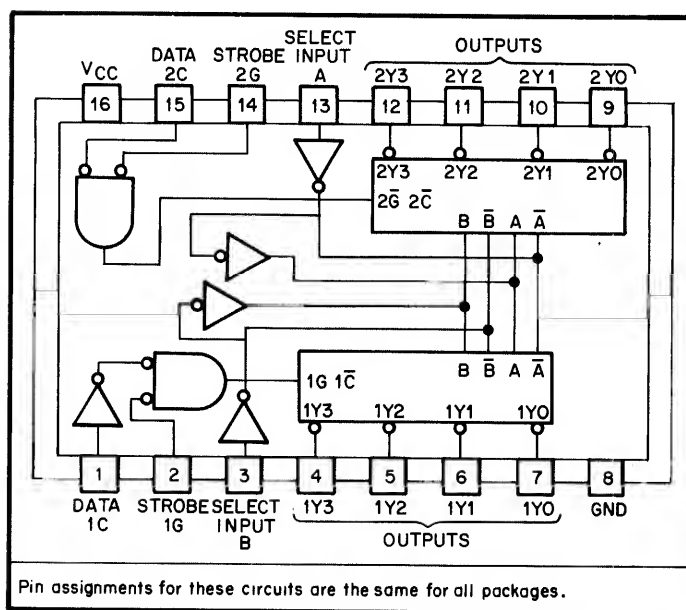 DATA STROBE SELECT INPUT OUTPUTS
VCC 2C 2G A 2Y3 2Y2 2Y1 2Y0
16 15 14 13 12 11 10 9
2Y3 2Y2 2Y1 2Y0
2G̅ 2C̅
B B̅ A A̅
B B̅ A A̅
1G 1C̅
1Y3 1Y2 1Y1 1Y0
1 2 3 4 5 6 7 8
DATA STROBE SELECT 1Y3 1Y2 1Y1 1Y0 GND
1C 1G INPUT OUTPUTS
B
Pin assignments for these circuits are the same for all packages.